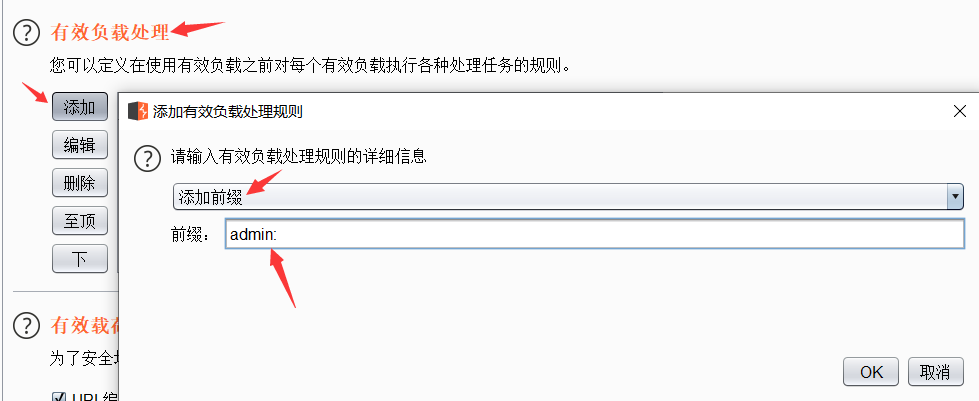 有效负载处理
您可以定义在使用有效负载之前对每个有效负载执行各种处理任务的规则。
添加
添加有效负载处理规则
编辑
请输入有效负载处理规则的详细信息
删除
添加前缀
至顶
前缀：
admin:
下
有效载
为了安全
OK
取消
URL编